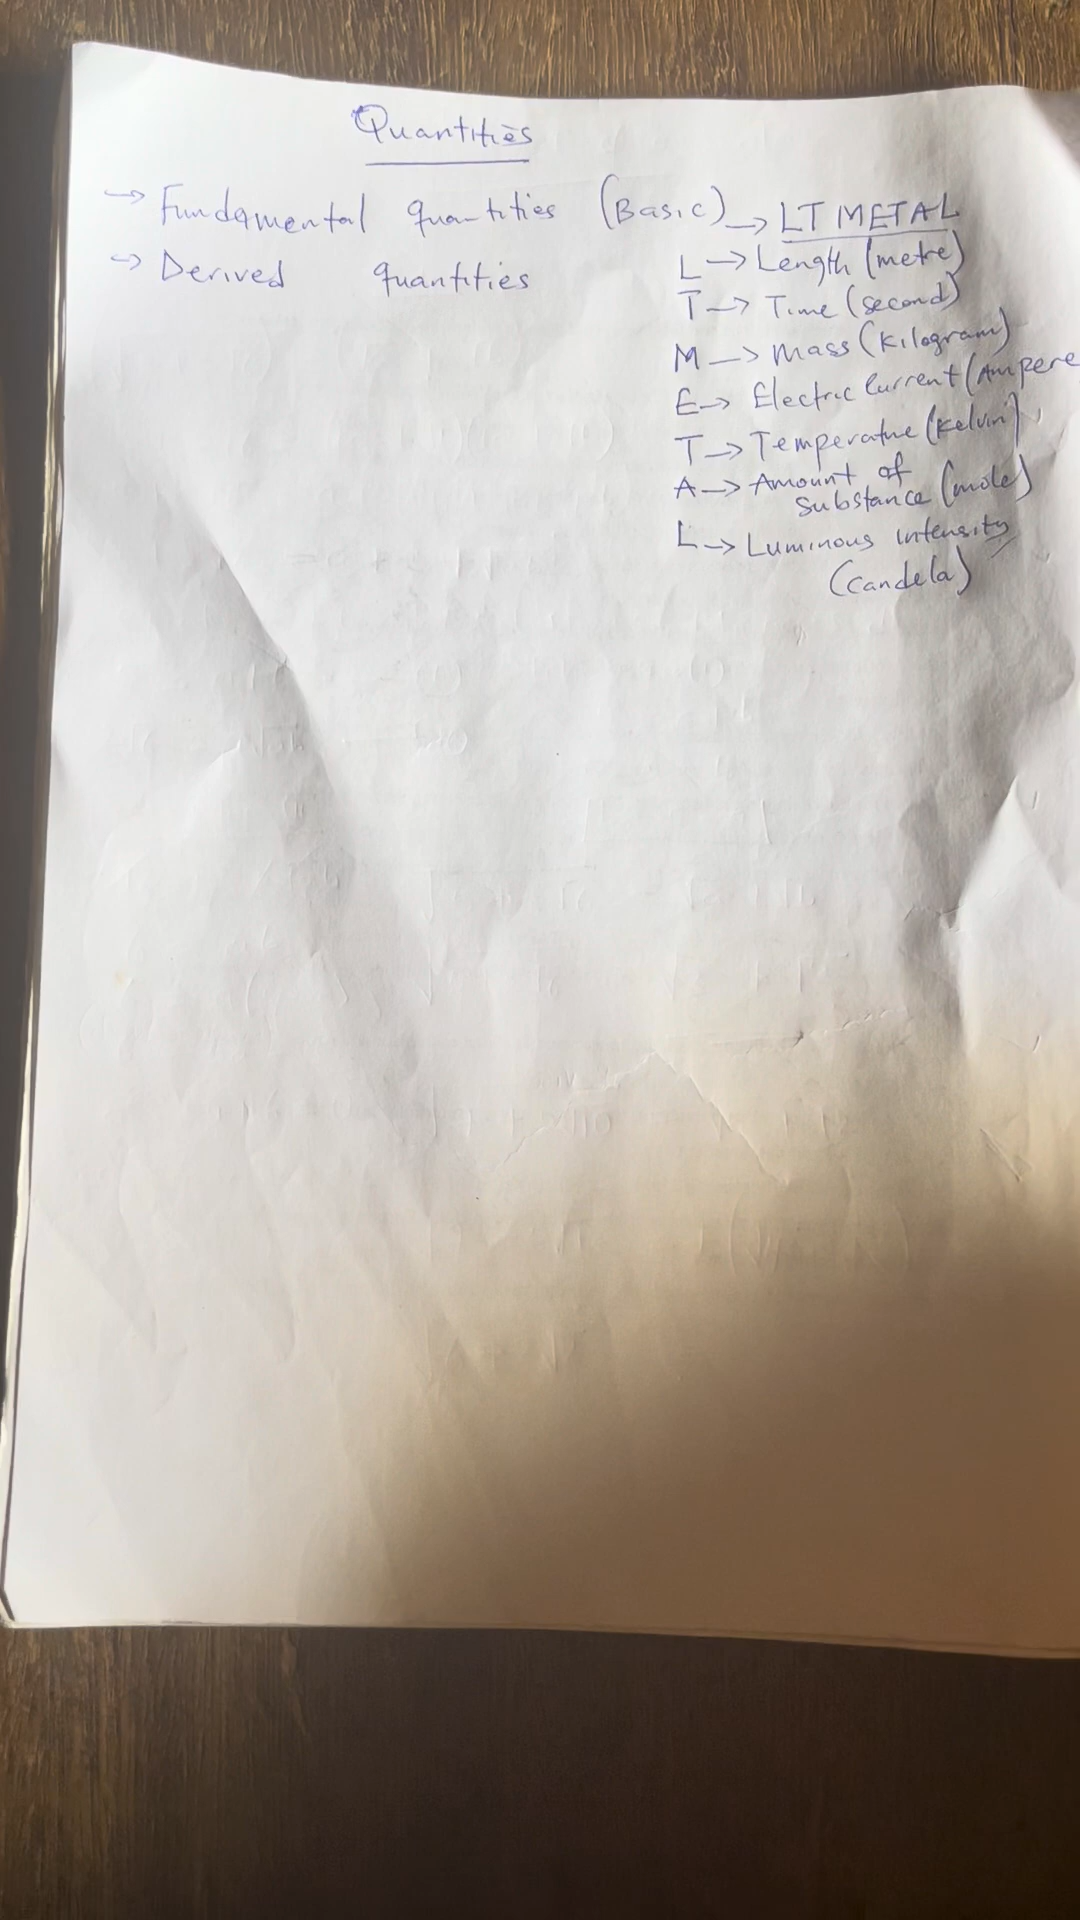 Quantities
→ Fundamental quantities (Basic) → LT METAL
→ Derived quantities
L → Length (metre)
T → Time (second)
M → Mass (Kilogram)
E → Electric Current (Ampere
T → Temperature (Kelvin)
A → Amount of
substance (mole)
L → Luminous intensity
(candela)